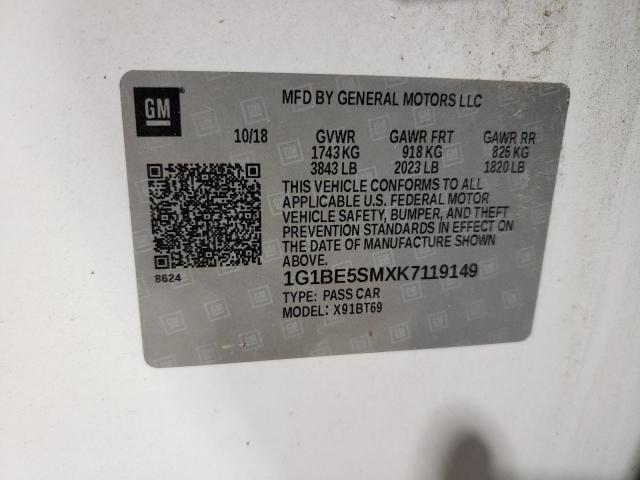 GM
MFD BY GENERAL MOTORS LLC
10/18 GVWR GAWR FRT GAWR RR
1743 KG 918 KG 826 KG
3843 LB 2023 LB 1820 LB
THIS VEHICLE CONFORMS TO ALL
APPLICABLE U.S. FEDERAL MOTOR
VEHICLE SAFETY, BUMPER, AND THEFT
PREVENTION STANDARDS IN EFFECT ON
THE DATE OF MANUFACTURE SHOWN
ABOVE.
8624
1G1BE5SMXK7119149
TYPE: PASS CAR
MODEL: X91BT69